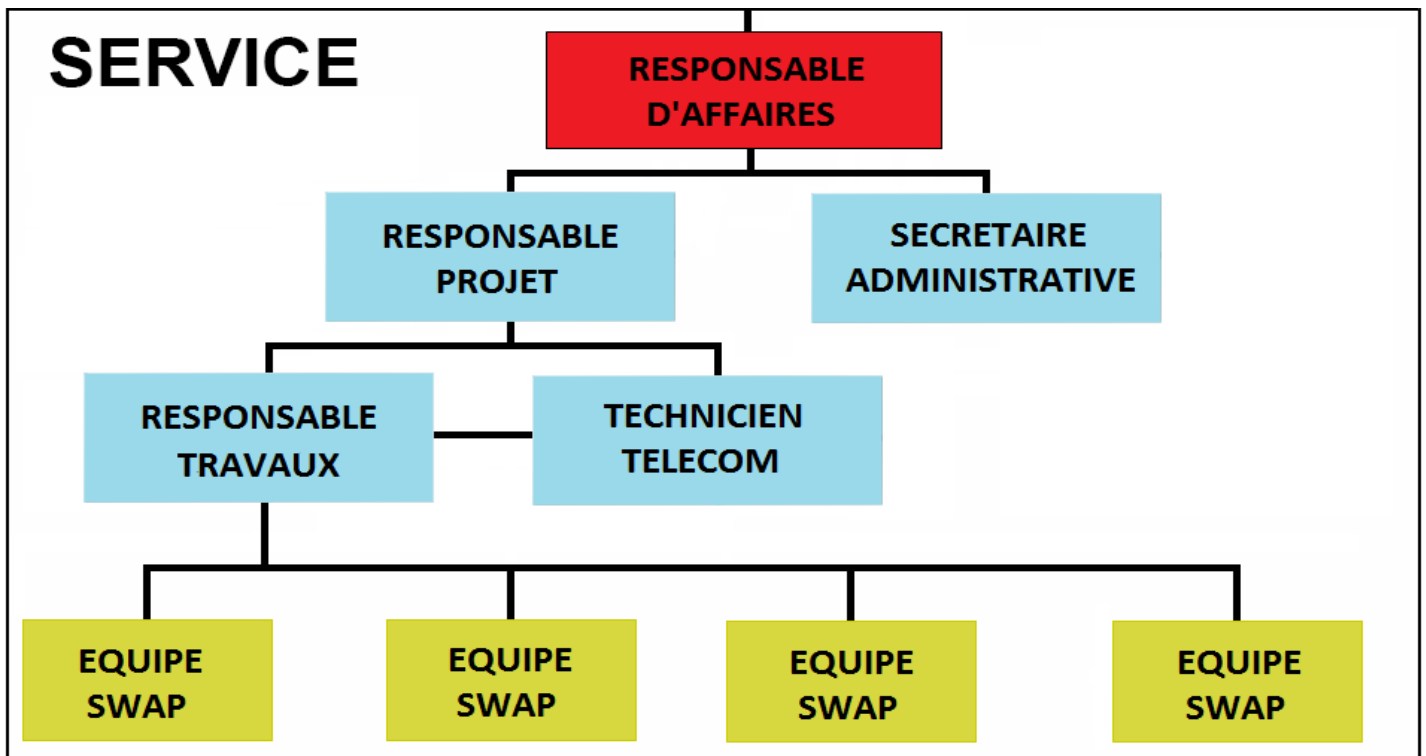 SERVICE
RESPONSABLE
D'AFFAIRES
RESPONSABLE
PROJET
SECRETAIRE
ADMINISTRATIVE
RESPONSABLE
TRAVAUX
TECHNICIEN
TELECOM
EQUIPE
SWAP
EQUIPE
SWAP
EQUIPE
SWAP
EQUIPE
SWAP